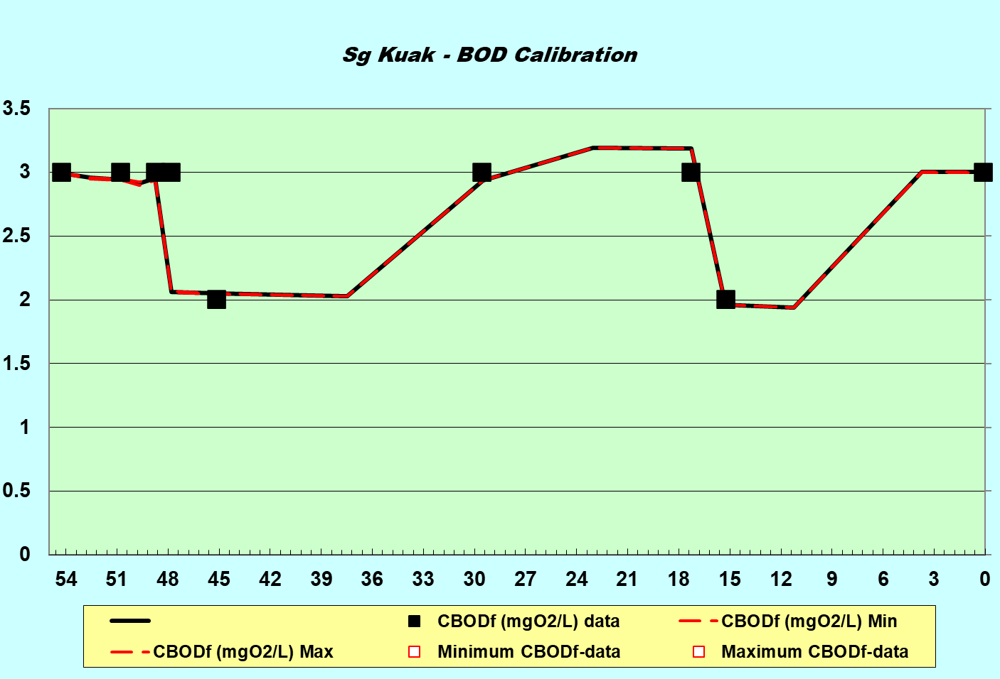 Sg Kuak - BOD Calibration
3.5
3
2.5
2
1.5
1
0.5
0
54 51 48 45 42 39 36 33 30 27 24 21 18 15 12 9 6 3 0
CBODf (mgO2/L) data CBODf (mgO2/L) Min
CBODf (mgO2/L) Max Minimum CBODf-data Maximum CBODf-data